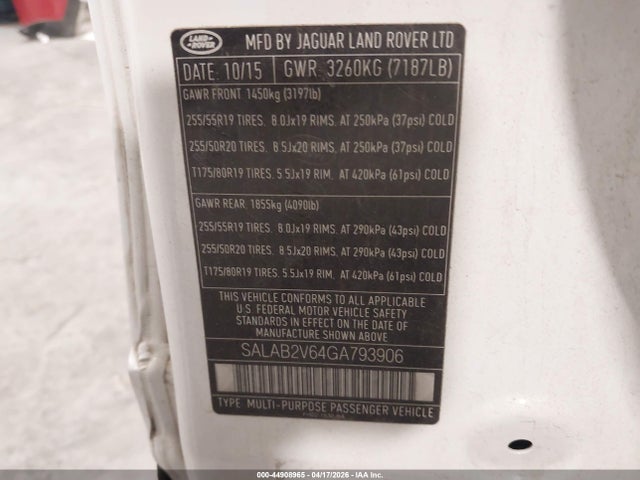 LAND ROVER
MFD BY JAGUAR LAND ROVER LTD
DATE: 10/15 GWR: 3260KG (7187LB)
GAWR FRONT 1450kg (3197lb)
255/55R19 TIRES. 8.0Jx19 RIMS. AT 250kPa (37psi) COLD
255/50R20 TIRES. 8.5Jx20 RIMS. AT 250kPa (37psi) COLD
T175/80R19 TIRES. 5.5Jx19 RIM. AT 420kPa (61psi) COLD
GAWR REAR. 1855kg (4090lb)
255/55R19 TIRES. 8.0Jx19 RIMS. AT 290kPa (43psi) COLD
255/50R20 TIRES. 8.5Jx20 RIMS. AT 290kPa (43psi) COLD
T175/80R19 TIRES. 5.5Jx19 RIM. AT 420kPa (61psi) COLD
THIS VEHICLE CONFORMS TO ALL APPLICABLE
U.S. FEDERAL MOTOR VEHICLE SAFETY
STANDARDS IN EFFECT ON THE DATE OF
MANUFACTURE SHOWN ABOVE
SALAB2V64GA793906
TYPE: MULTI-PURPOSE PASSENGER VEHICLE
000-44908965 - 04/17/2026 - IAAI.COM